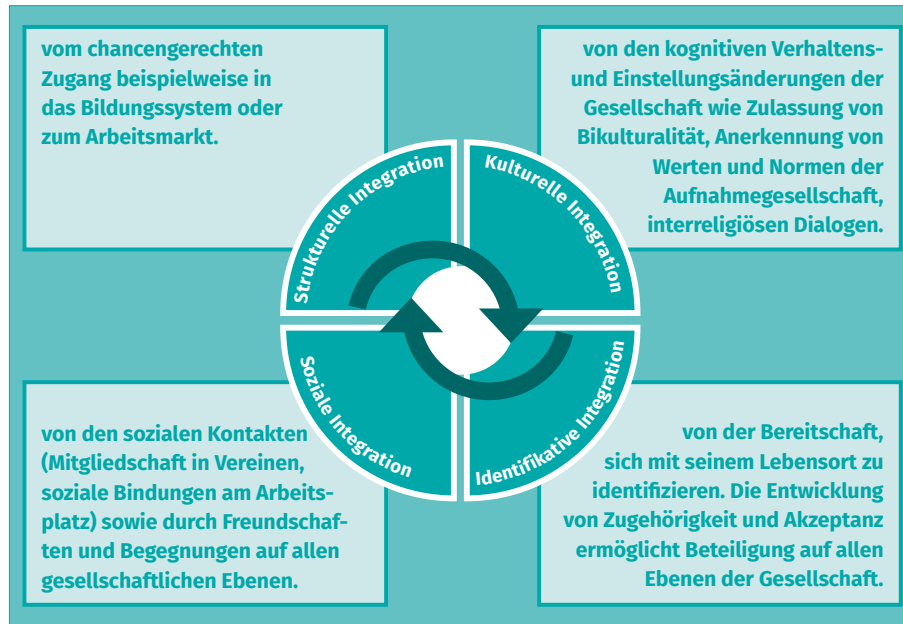 vom chancengerechten
Zugang beispielweise in
das Bildungssystem oder
zum Arbeitsmarkt.
von den kognitiven Verhaltens-
und Einstellungsänderungen der
Gesellschaft wie Zulassung von
Bikulturalität, Anerkennung von
Werten und Normen der
Aufnahmegesellschaft,
interreligiösen Dialogen.
Strukturelle Integration
Kulturelle Integration
Soziale Integration
Identifikative Integration
von den sozialen Kontakten
(Mitgliedschaft in Vereinen,
soziale Bindungen am Arbeits-
platz) sowie durch Freundschaf-
ten und Begegnungen auf allen
gesellschaftlichen Ebenen.
von der Bereitschaft,
sich mit seinem Lebensort zu
identifizieren. Die Entwicklung
von Zugehörigkeit und Akzeptanz
ermöglicht Beteiligung auf allen
Ebenen der Gesellschaft.